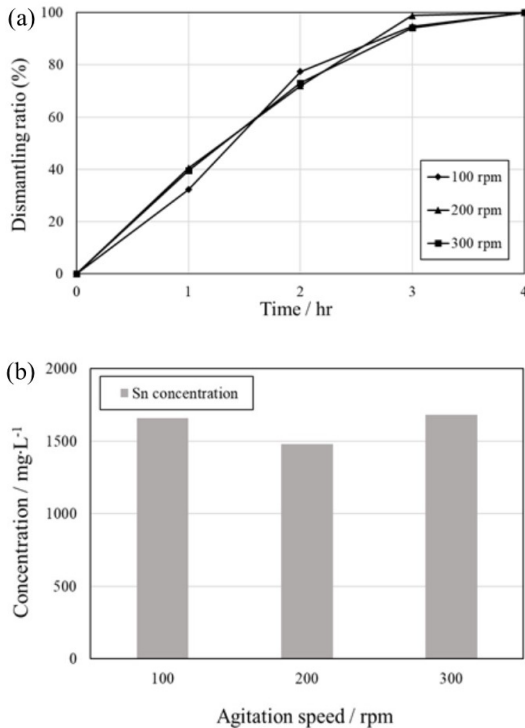 (a)
Dismantling ratio (%)
100
80
60
40
20
0
100 rpm
200 rpm
300 rpm
0 1 2 3 4
Time / hr
(b)
Concentration / mg·L⁻¹
2000
1500
1000
500
0
Sn concentration
100 200 300
Agitation speed / rpm